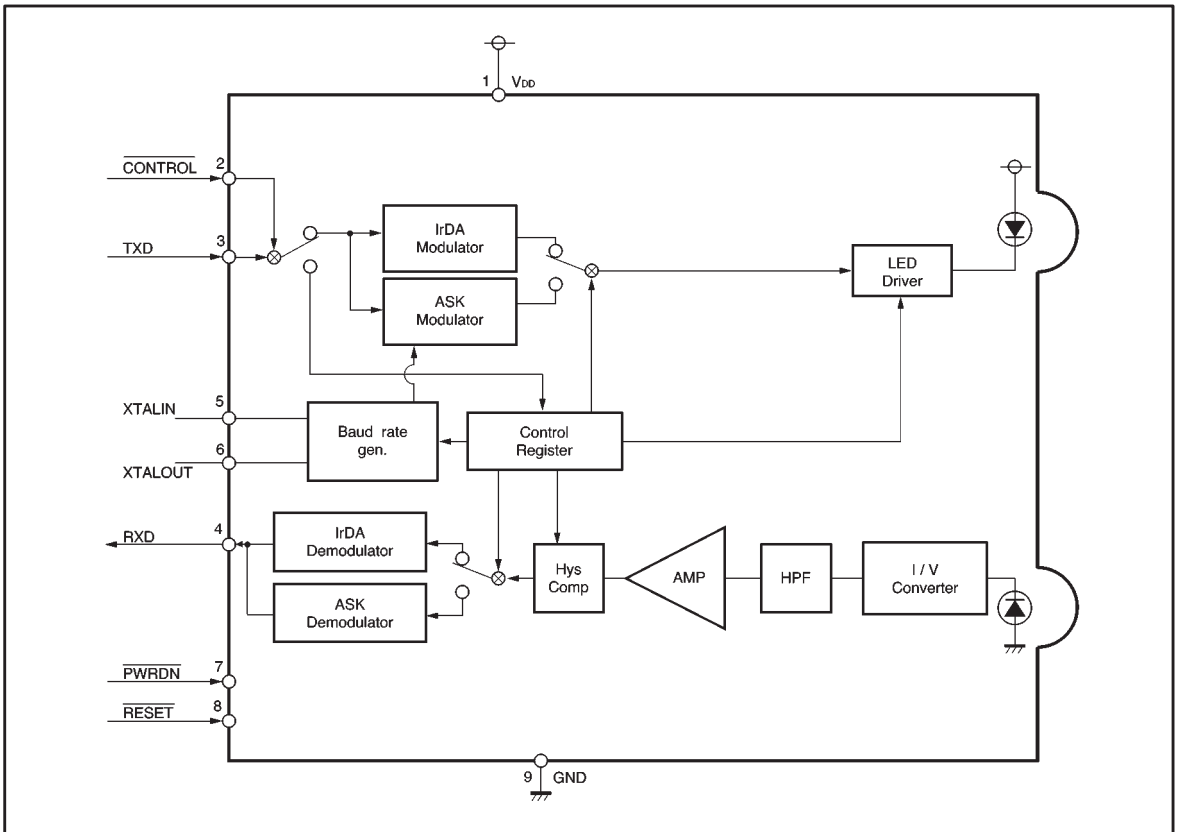 1 VDD
CONTROL 2
TXD 3
IrDA
Modulator
ASK
Modulator
LED
Driver
XTALIN 5
6
XTALOUT
Baud rate
gen.
Control
Register
RXD 4
IrDA
Demodulator
ASK
Demodulator
Hys
Comp
AMP
HPF
I / V
Converter
PWRDN 7
RESET 8
9 GND